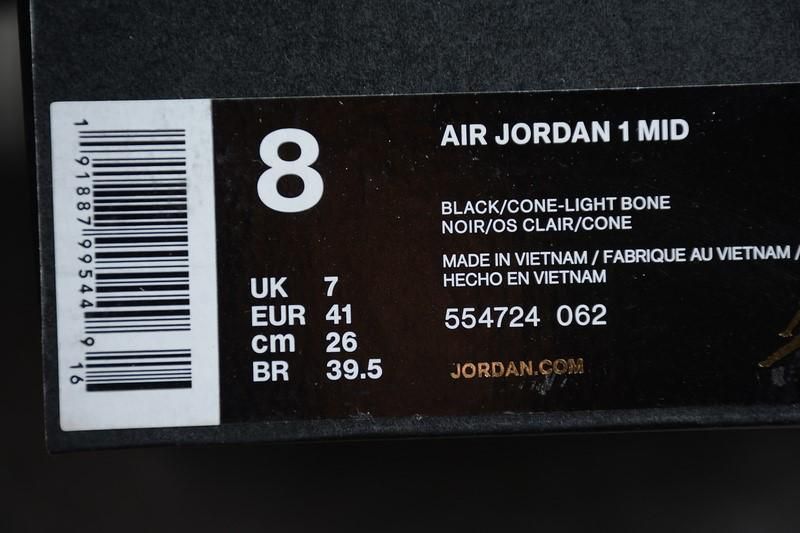 1 91887 99544 9 16
8
UK 7
EUR 41
cm 26
BR 39.5
AIR JORDAN 1 MID
BLACK/CONE-LIGHT BONE
NOIR/OS CLAIR/CONE
MADE IN VIETNAM / FABRIQUE AU VIETNAM /
HECHO EN VIETNAM
554724 062
JORDAN.COM